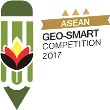 ASEAN
GEO-SMART
COMPETITION
2017